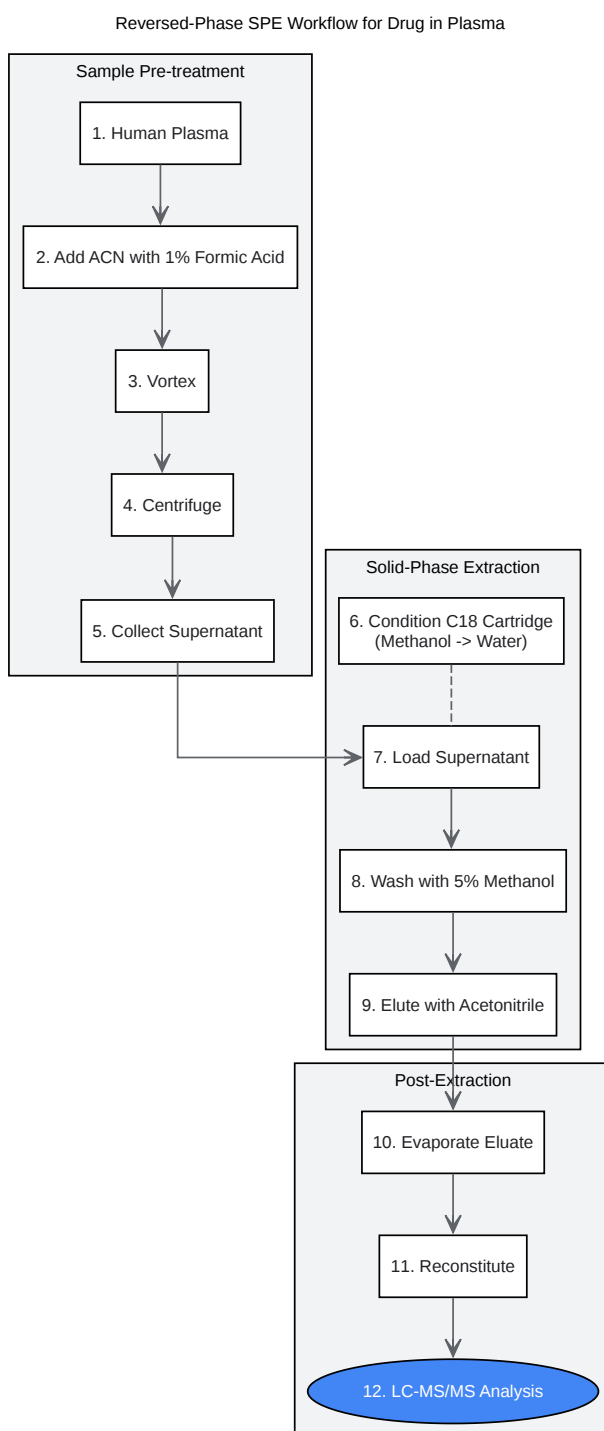 Reversed-Phase SPE Workflow for Drug in Plasma
Sample Pre-treatment
1. Human Plasma
2. Add ACN with 1% Formic Acid
3. Vortex
4. Centrifuge
5. Collect Supernatant
Solid-Phase Extraction
6. Condition C18 Cartridge
(Methanol -> Water)
7. Load Supernatant
8. Wash with 5% Methanol
9. Elute with Acetonitrile
Post-Extraction
10. Evaporate Eluate
11. Reconstitute
12. LC-MS/MS Analysis